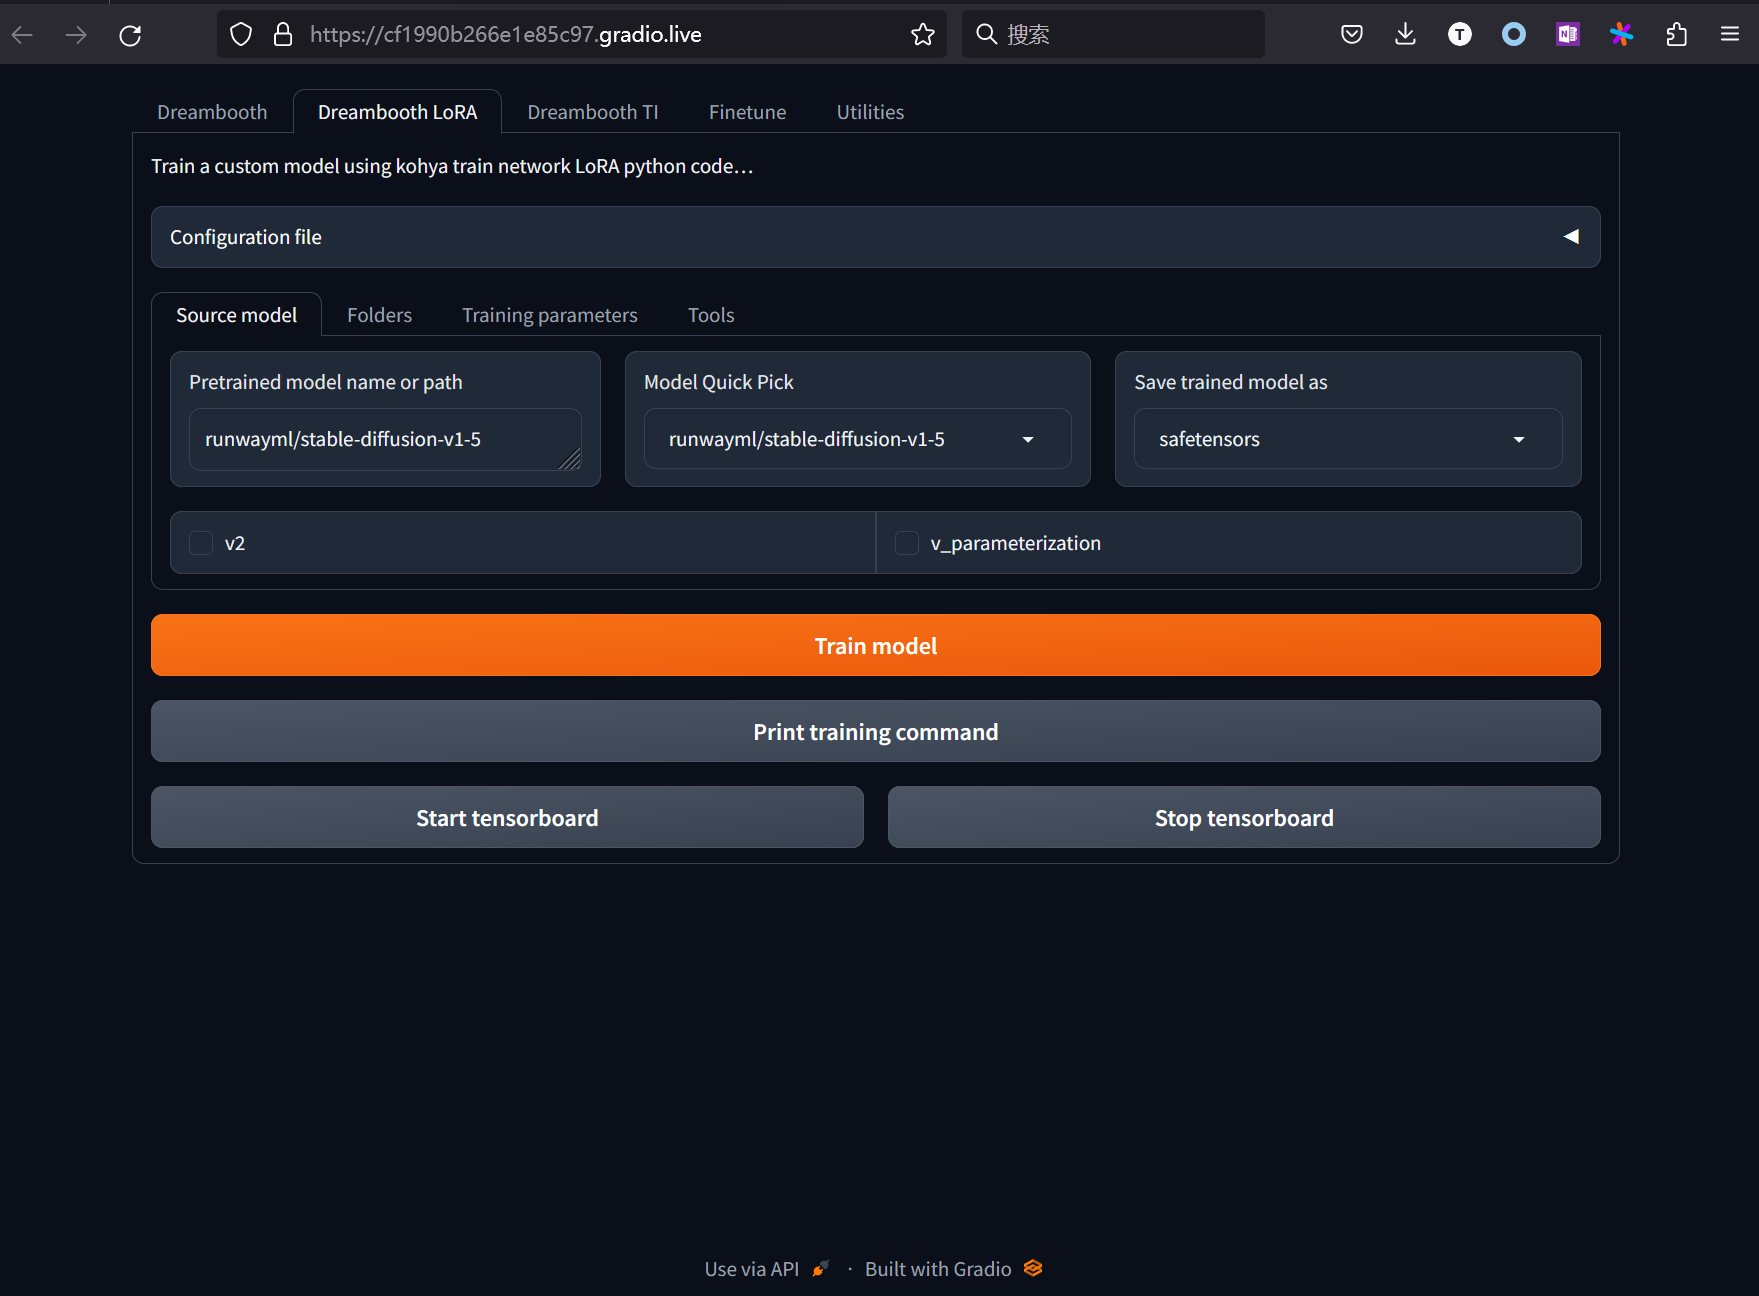 https://cf1990b266e1e85c97.gradio.live
搜索
T
N
Dreambooth
Dreambooth LoRA
Dreambooth TI
Finetune
Utilities
Train a custom model using kohya train network LoRA python code...
Configuration file
Source model
Folders
Training parameters
Tools
Pretrained model name or path
Model Quick Pick
Save trained model as
runwayml/stable-diffusion-v1-5
runwayml/stable-diffusion-v1-5
safetensors
v2
v_parameterization
Train model
Print training command
Start tensorboard
Stop tensorboard
Use via API · Built with Gradio